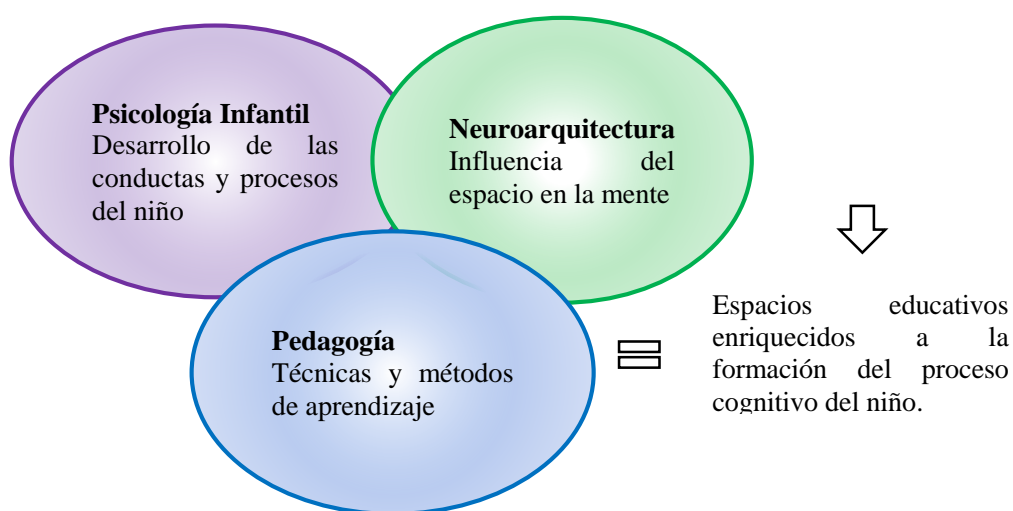 Psicología Infantil
Desarrollo de las
conductas y procesos
del niño
Neuroarquitectura
Influencia del
espacio en la mente
Pedagogía
Técnicas y métodos
de aprendizaje
Espacios educativos
enriquecidos a la
formación del proceso
cognitivo del niño.